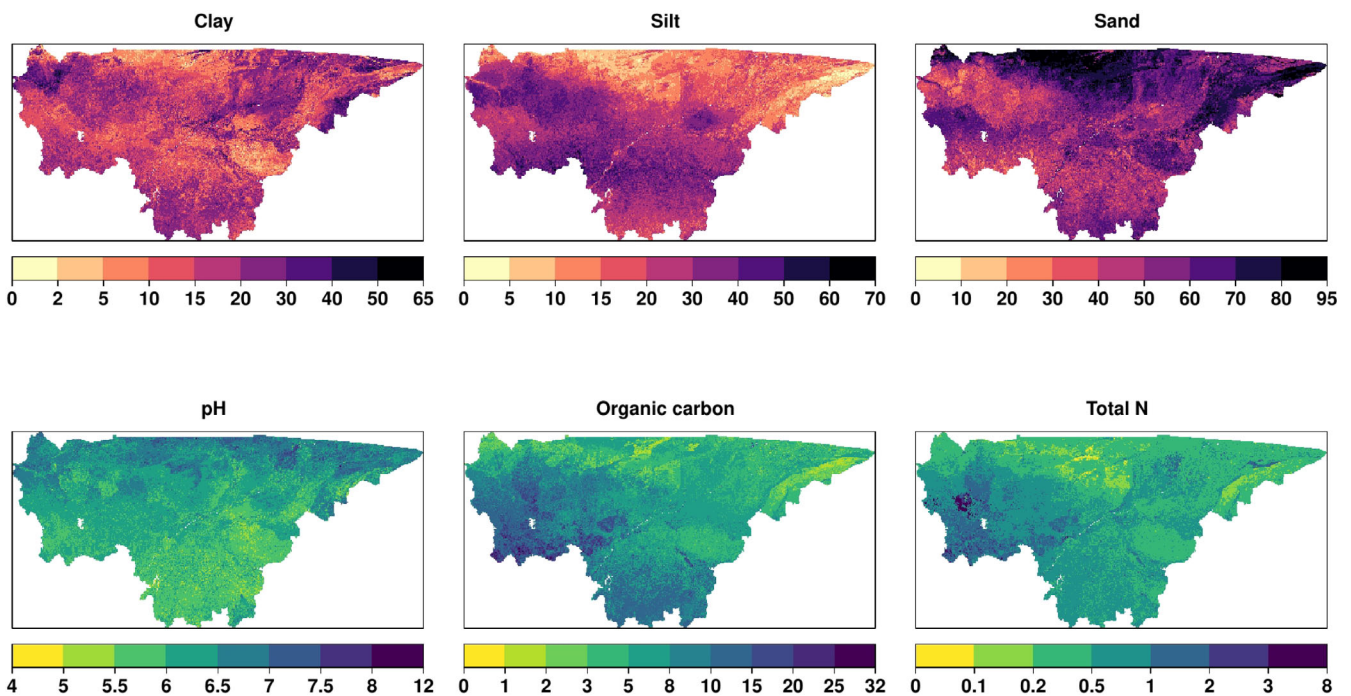 Clay Silt Sand
0 2 5 10 15 20 30 40 50 65 0 5 10 15 20 30 40 50 60 70 0 10 20 30 40 50 60 70 80 95
pH Organic carbon Total N
4 5 5.5 6 6.5 7 7.5 8 12 0 1 2 3 5 8 10 15 20 25 32 0 0.1 0.2 0.5 1 2 3 8